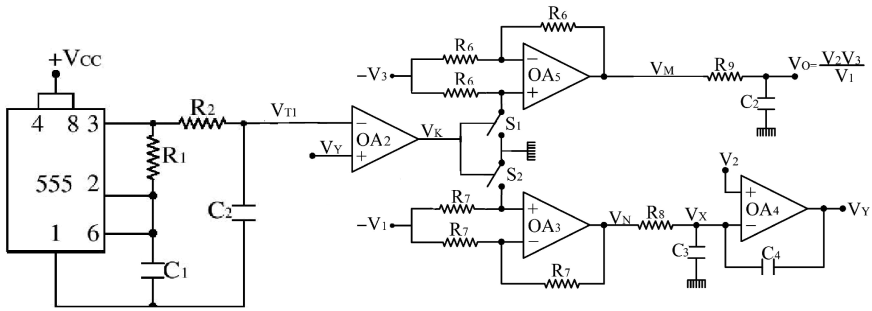 +VCC
4 8 3
R2
VT1
R1
555
2
C2
1 6
C1
−V3
R6
R6
R6
−
OA5
+
VM
R9
VO= V2V3
V1
C2
−
OA2
VY
+
VK
S1
S2
−V1
R7
R7
+
OA3
−
R7
VN
R8
VX
C3
V2
+
OA4
−
C4
VY